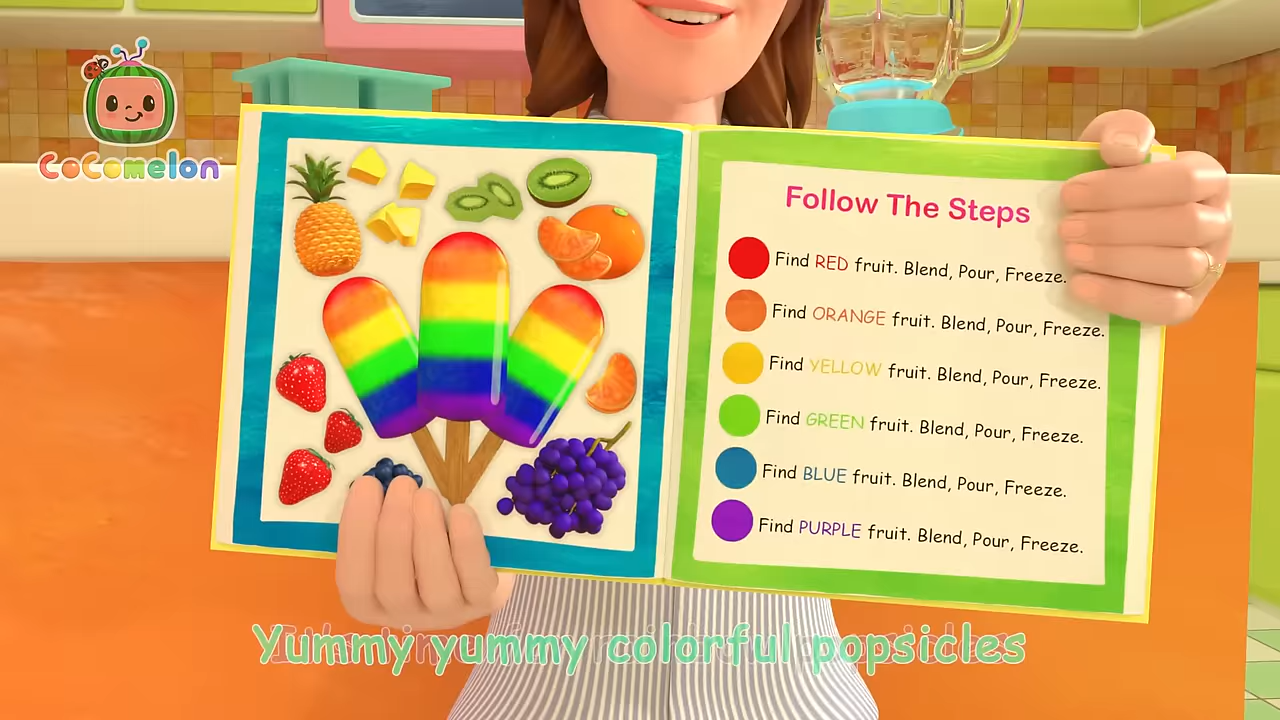 CoComelon
Follow The Steps
Find RED fruit. Blend, Pour, Freeze.
Find ORANGE fruit. Blend, Pour, Freeze.
Find YELLOW fruit. Blend, Pour, Freeze.
Find GREEN fruit. Blend, Pour, Freeze.
Find BLUE fruit. Blend, Pour, Freeze.
Find PURPLE fruit. Blend, Pour, Freeze.
Yummy yummy colorful popsicles